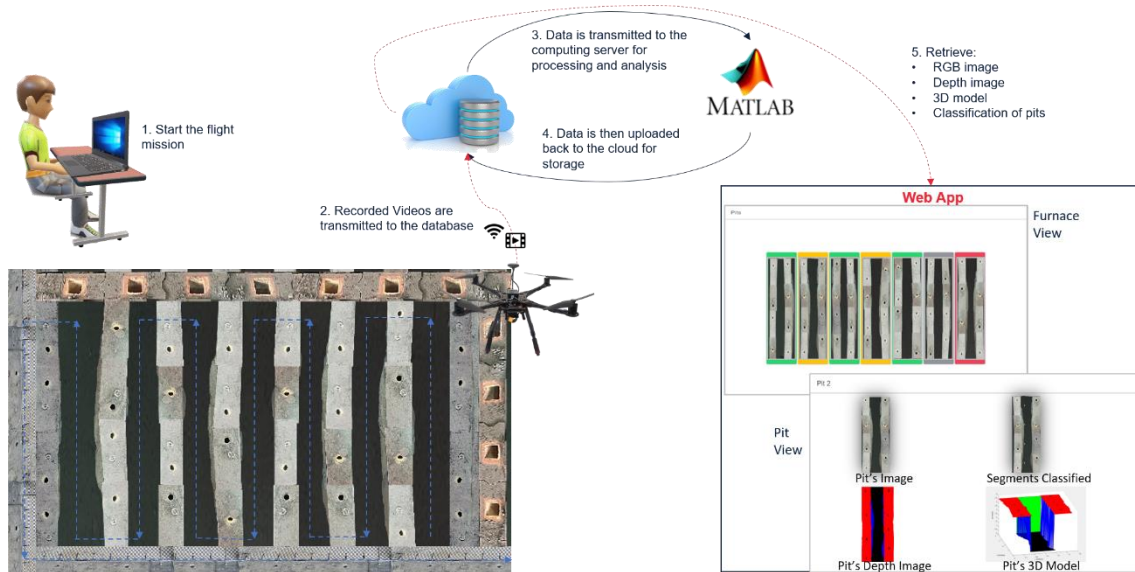 1. Start the flight
mission
2. Recorded Videos are
transmitted to the database
3. Data is transmitted to the
computing server for
processing and analysis
MATLAB
4. Data is then uploaded
back to the cloud for
storage
5. Retrieve:
• RGB image
• Depth image
• 3D model
• Classification of pits
Web App
Pits
Furnace
View
Pit 2
Pit
View
Pit's Image
Segments Classified
Pit's Depth Image
Pit's 3D Model